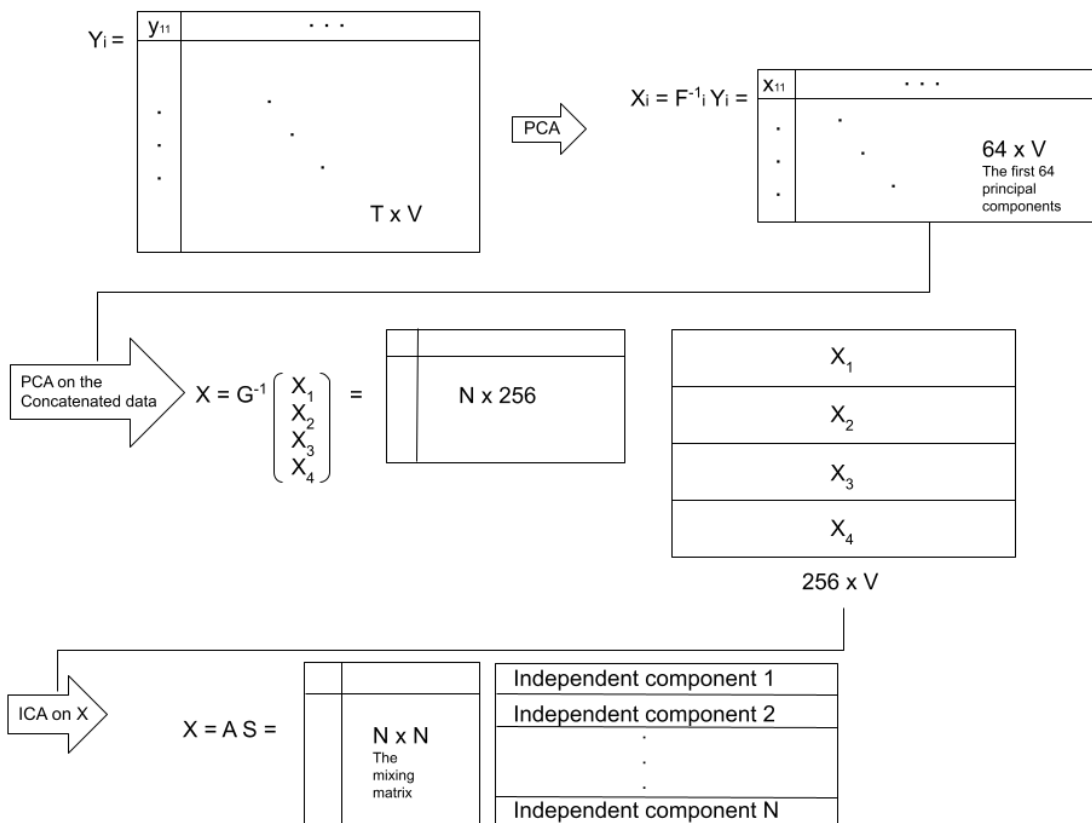 Yi =
y11
. . .
T x V
PCA
Xi = F-1i Yi =
x11
. . .
64 x V
The first 64
principal
components
PCA on the
Concatenated data
X = G-1
X1
X2
X3
X4
=
N x 256
X1
X2
X3
X4
256 x V
ICA on X
X = A S =
N x N
The
mixing
matrix
Independent component 1
Independent component 2
.
.
.
Independent component N